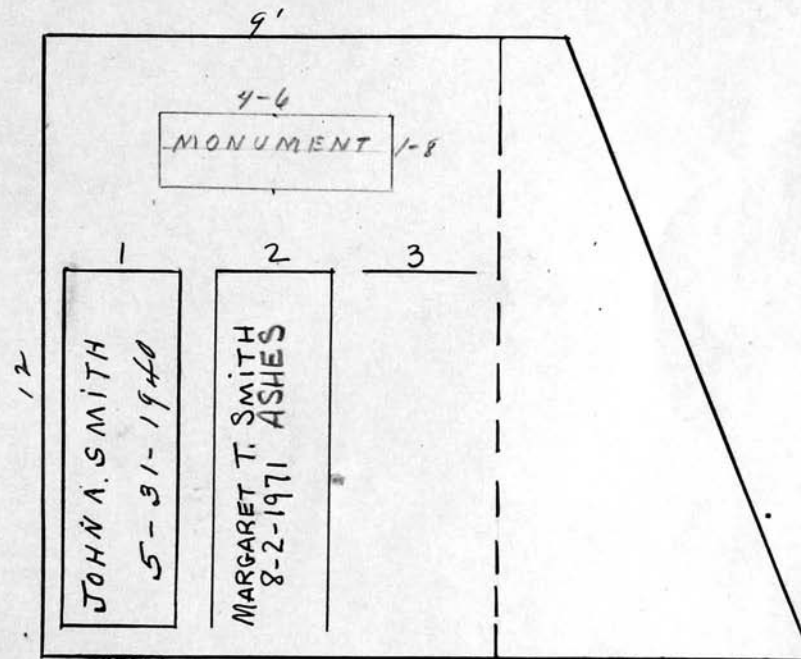 9'
4-6
MONUMENT 1-8
1 2 3
12
JOHN A. SMITH
5-31-1940
MARGARET T. SMITH
8-2-1971 ASHES